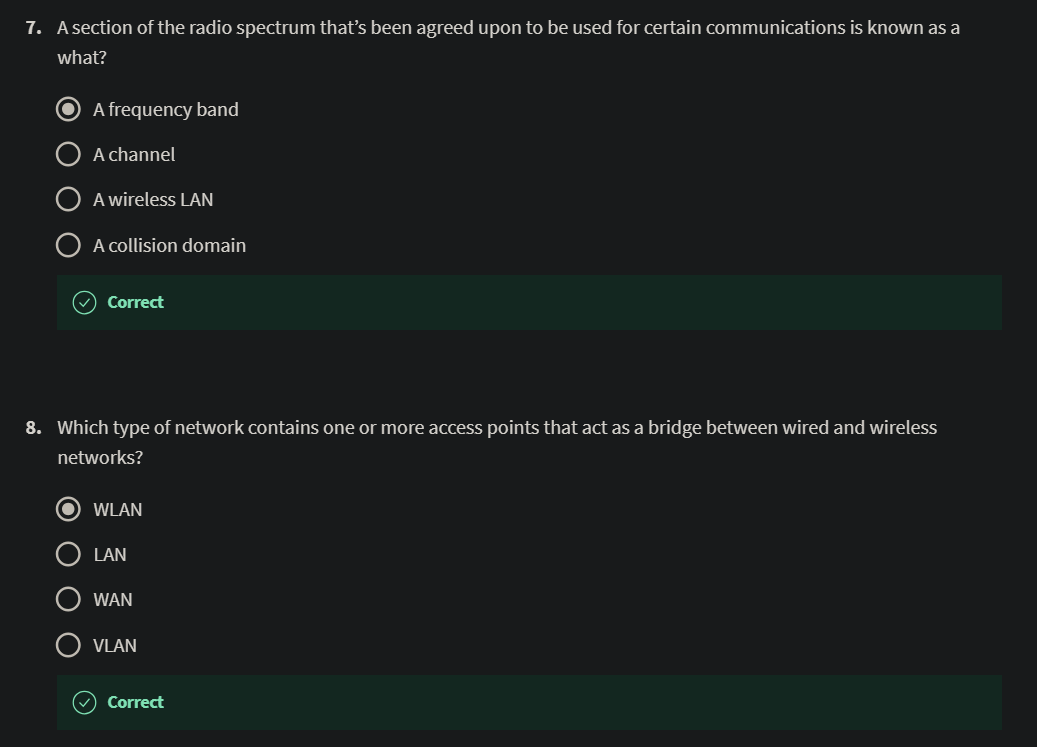 7. A section of the radio spectrum that’s been agreed upon to be used for certain communications is known as a
what?
A frequency band
A channel
A wireless LAN
A collision domain
Correct
8. Which type of network contains one or more access points that act as a bridge between wired and wireless
networks?
WLAN
LAN
WAN
VLAN
Correct